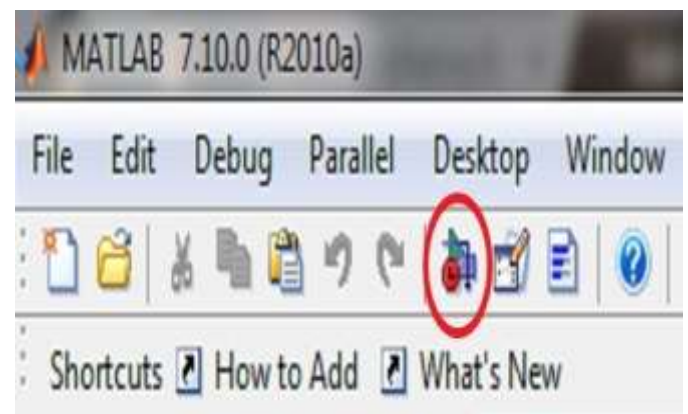 MATLAB 7.10.0 (R2010a)
File Edit Debug Parallel Desktop Window
Shortcuts How to Add What's New